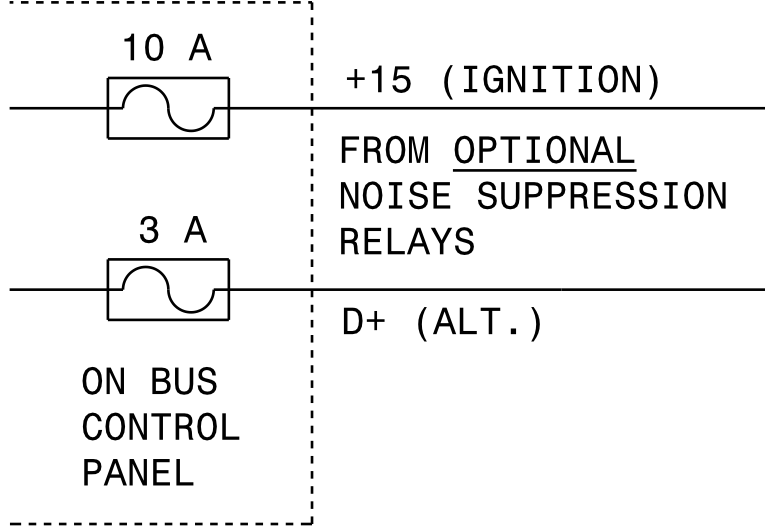 10 A
+15 (IGNITION)
FROM OPTIONAL
NOISE SUPPRESSION
RELAYS
3 A
D+ (ALT.)
ON BUS
CONTROL
PANEL